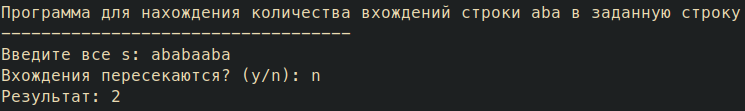 Программа для нахождения количества вхождений строки aba в заданную строку
-----------------------------------
Введите все s: ababaaba
Вхождения пересекаются? (y/n): n
Результат: 2